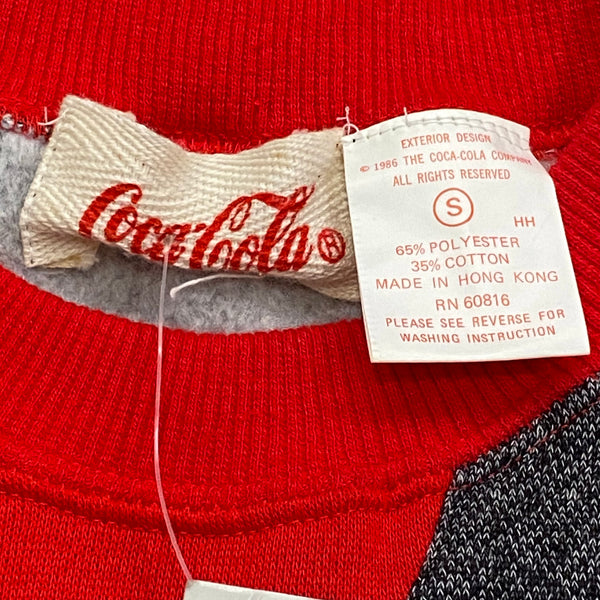 Coca-Cola®
EXTERIOR DESIGN
© 1986 THE COCA-COLA COMPANY
ALL RIGHTS RESERVED
S
HH
65% POLYESTER
35% COTTON
MADE IN HONG KONG
RN 60816
PLEASE SEE REVERSE FOR
WASHING INSTRUCTION